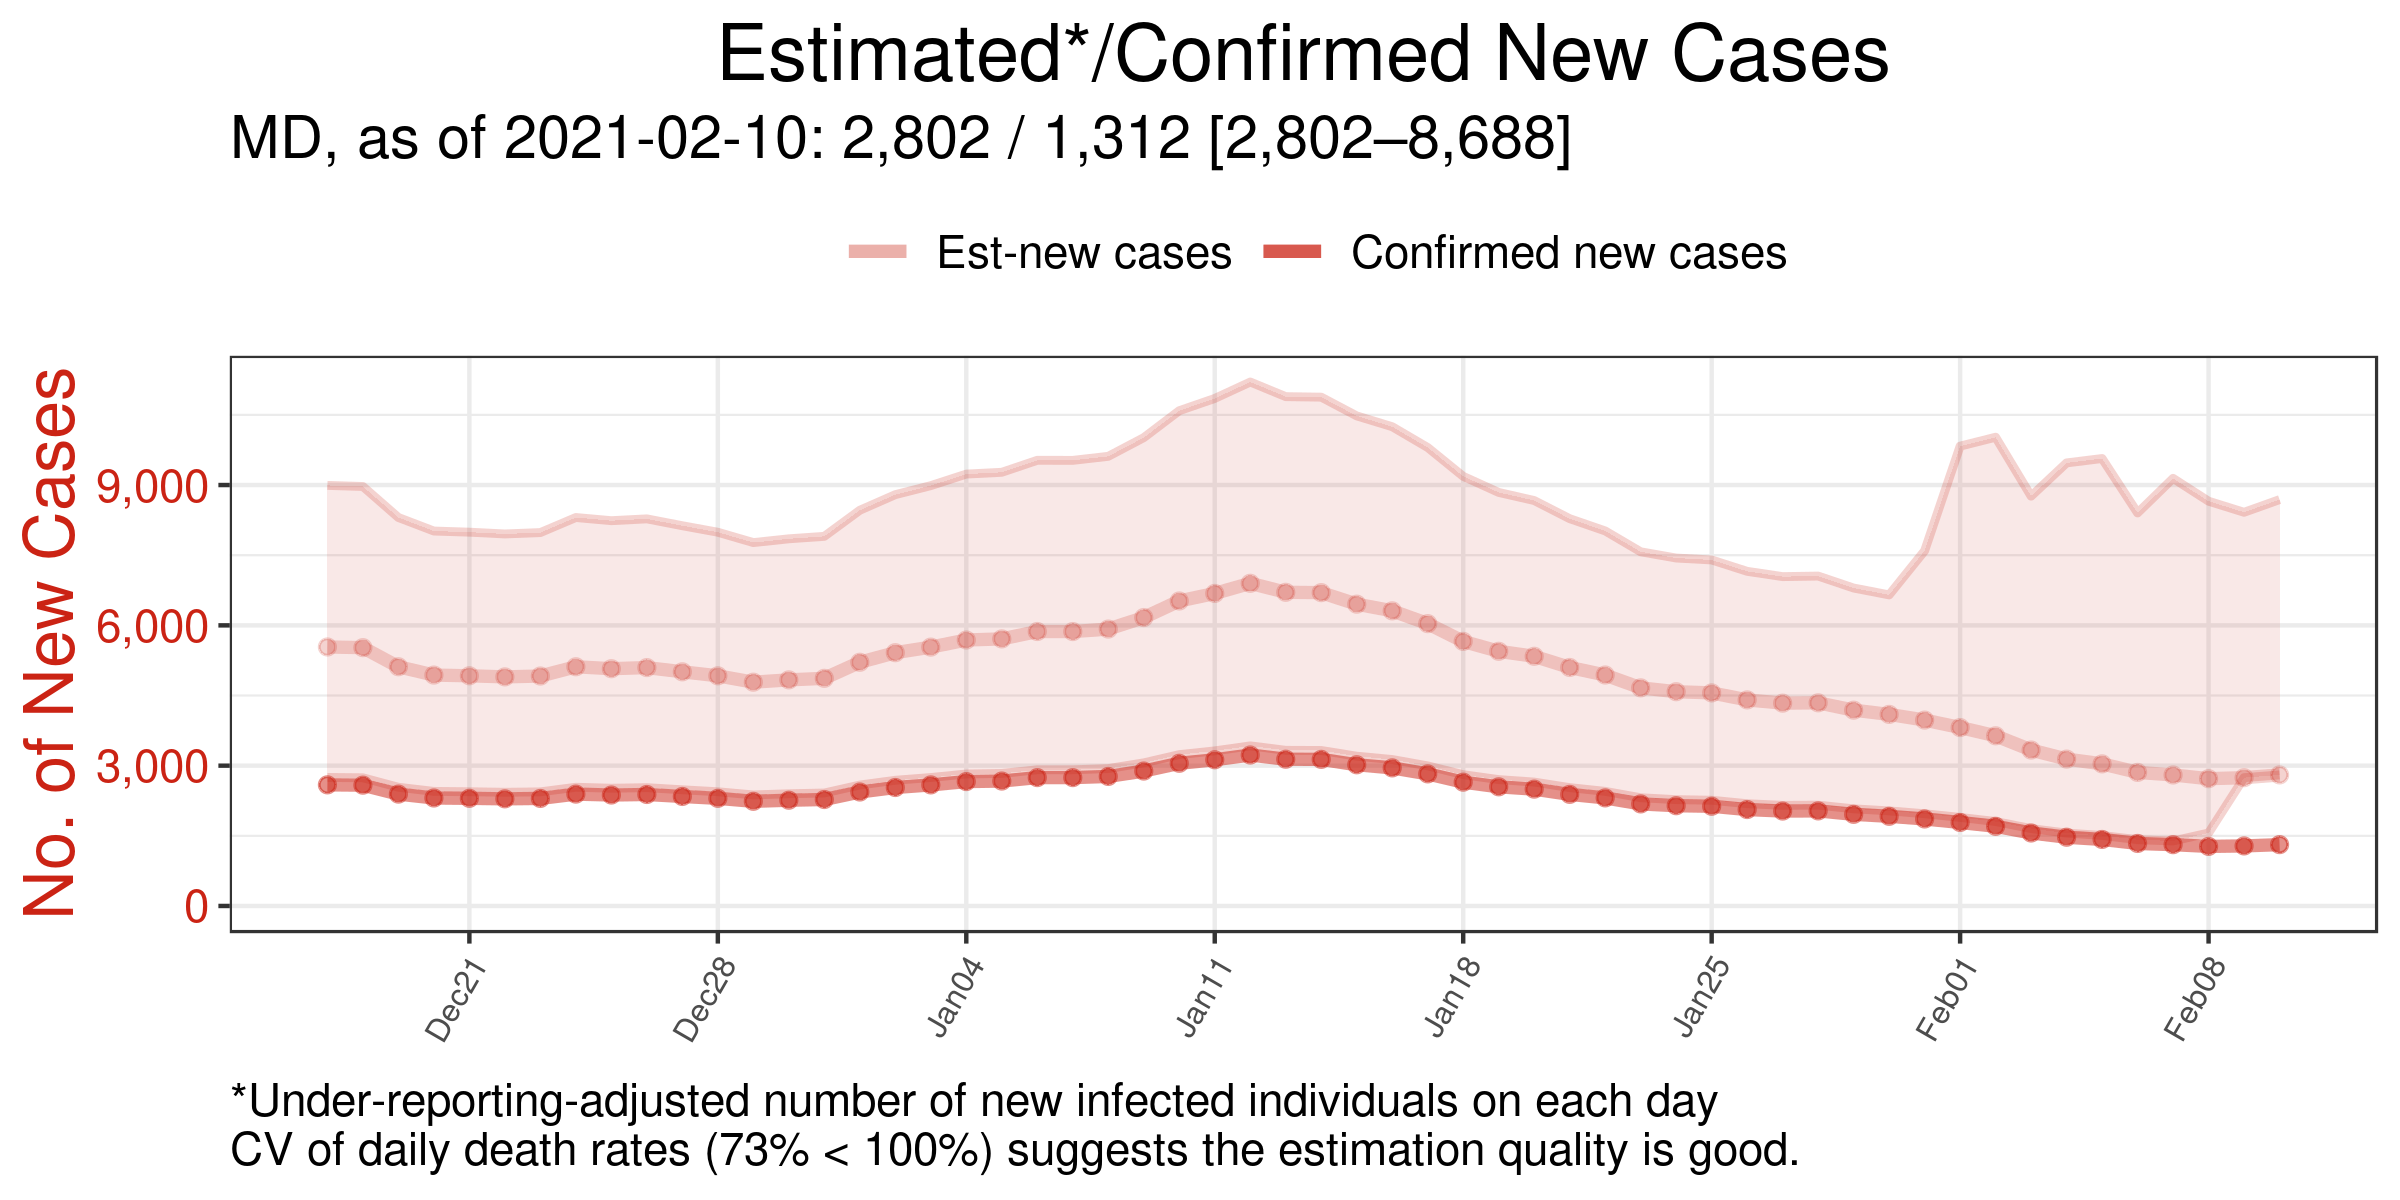 Estimated*/Confirmed New Cases
MD, as of 2021-02-10: 2,802 / 1,312 [2,802–8,688]
Est-new cases
Confirmed new cases
No. of New Cases
9,000
6,000
3,000
0
Dec21
Dec28
Jan04
Jan11
Jan18
Jan25
Feb01
Feb08
*Under-reporting-adjusted number of new infected individuals on each day
CV of daily death rates (73% < 100%) suggests the estimation quality is good.